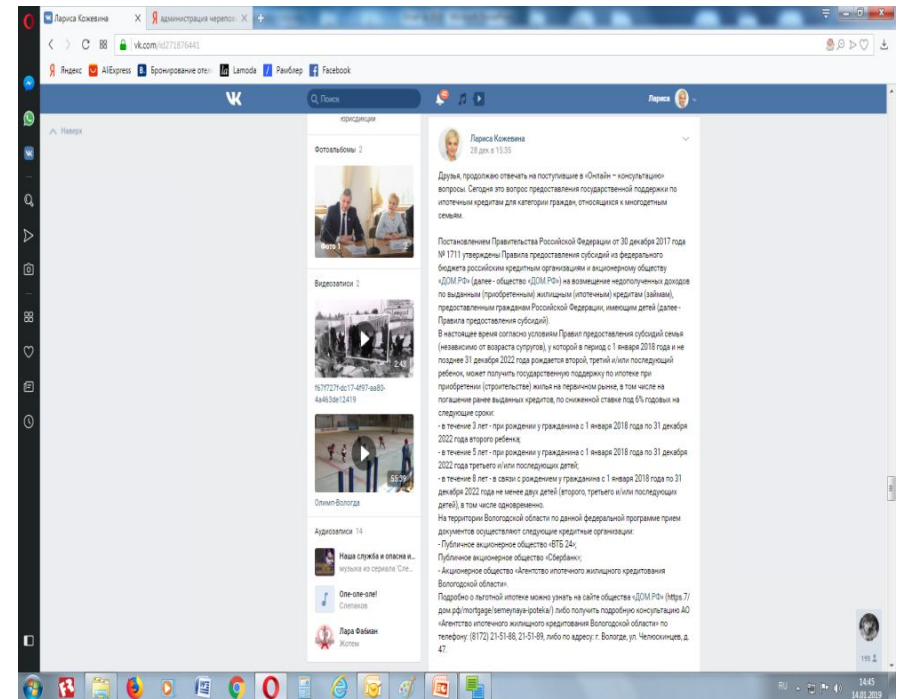 Лариса Кожевина
администрация черепов
vk.com/id271876441
Яндекс AliExpress Бронирование отел Lamoda Рамблер Facebook
Поиск
Лариса
Наверх
юрисдикции
Фотоальбомы 2
Фото 1
2
Видеозаписи 2
2:43
f67f727f-dc17-4f97-aa80-
4a463de12419
55:39
Олимп-Вологда
Аудиозаписи 14
Наша служба и опасна и...
музыка из сериала 'Сле...
Оле-оле-оле!
Слепаков
Лара Фабиан
Жотем
Лариса Кожевина
28 дек в 15:35
Друзья, продолжаю отвечать на поступившие в «Онлайн – консультацию»
вопросы. Сегодня это вопрос предоставления государственной поддержки по
ипотечным кредитам для категории граждан, относящихся к многодетным
семьям.
Постановлением Правительства Российской Федерации от 30 декабря 2017 года
№ 1711 утверждены Правила предоставления субсидий из федерального
бюджета российским кредитным организациям и акционерному обществу
«ДОМ.РФ» (далее - общество «ДОМ.РФ») на возмещение недополученных доходов
по выданным (приобретенным) жилищным (ипотечным) кредитам (займам),
предоставленным гражданам Российской Федерации, имеющим детей (далее -
Правила предоставления субсидий).
В настоящее время согласно условиям Правил предоставления субсидий семья
(независимо от возраста супругов), у которой в период с 1 января 2018 года и не
позднее 31 декабря 2022 года рождается второй, третий и/или последующий
ребенок, может получить государственную поддержку по ипотеке при
приобретении (строительстве) жилья на первичном рынке, в том числе на
погашение ранее выданных кредитов, по сниженной ставке под 6% годовых на
следующие сроки:
- в течение 3 лет - при рождении у гражданина с 1 января 2018 года по 31 декабря
2022 года второго ребенка;
- в течение 5 лет - при рождении у гражданина с 1 января 2018 года по 31 декабря
2022 года третьего и/или последующих детей;
- в течение 8 лет - в связи с рождением у гражданина с 1 января 2018 года по 31
декабря 2022 года не менее двух детей (второго, третьего и/или последующих
детей), в том числе одновременно.
На территории Вологодской области по данной федеральной программе прием
документов осуществляют следующие кредитные организации:
- Публичное акционерное общество «ВТБ 24»;
Публичное акционерное общество «Сбербанк»;
- Акционерное общество «Агентство ипотечного жилищного кредитования
Вологодской области».
Подробно о льготной ипотеке можно узнать на сайте общества «ДОМ.РФ» (https:7/
дом.рф/mortgage/semeynaya-ipoteka/) либо получить подробную консультацию АО
«Агентство ипотечного жилищного кредитования Вологодской области» по
телефону: (8172) 21-51-88, 21-51-89, либо по адресу: г. Вологде, ул. Челюскинцев, д.
47.
RU
14:45
14.01.2019